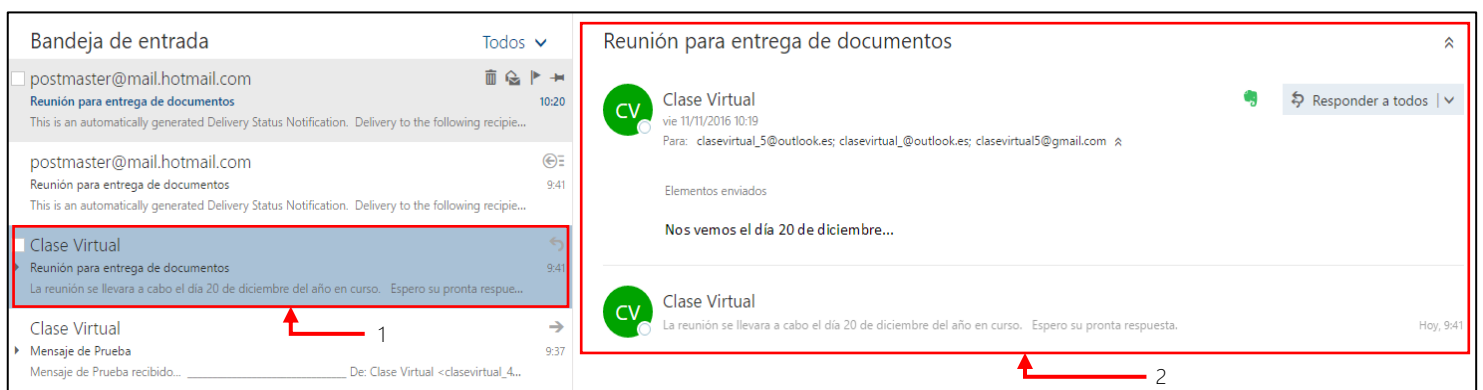 Bandeja de entrada
Todos
postmaster@mail.hotmail.com
Reunión para entrega de documentos
10:20
This is an automatically generated Delivery Status Notification. Delivery to the following recipie...
postmaster@mail.hotmail.com
Reunión para entrega de documentos
9:41
This is an automatically generated Delivery Status Notification. Delivery to the following recipie...
Clase Virtual
Reunión para entrega de documentos
9:41
La reunión se llevara a cabo el día 20 de diciembre del año en curso. Espero su pronta respue...
1
Clase Virtual
Mensaje de Prueba
9:37
Mensaje de Prueba recibido... ________________________ De: Clase Virtual <clasevirtual_4...
Reunión para entrega de documentos
CV
Clase Virtual
Responder a todos
vie 11/11/2016 10:19
Para: clasevirtual_5@outlook.es; clasevirtual_@outlook.es; clasevirtual5@gmail.com
Elementos enviados
Nos vemos el día 20 de diciembre...
CV
Clase Virtual
La reunión se llevara a cabo el día 20 de diciembre del año en curso. Espero su pronta respuesta.
Hoy, 9:41
2